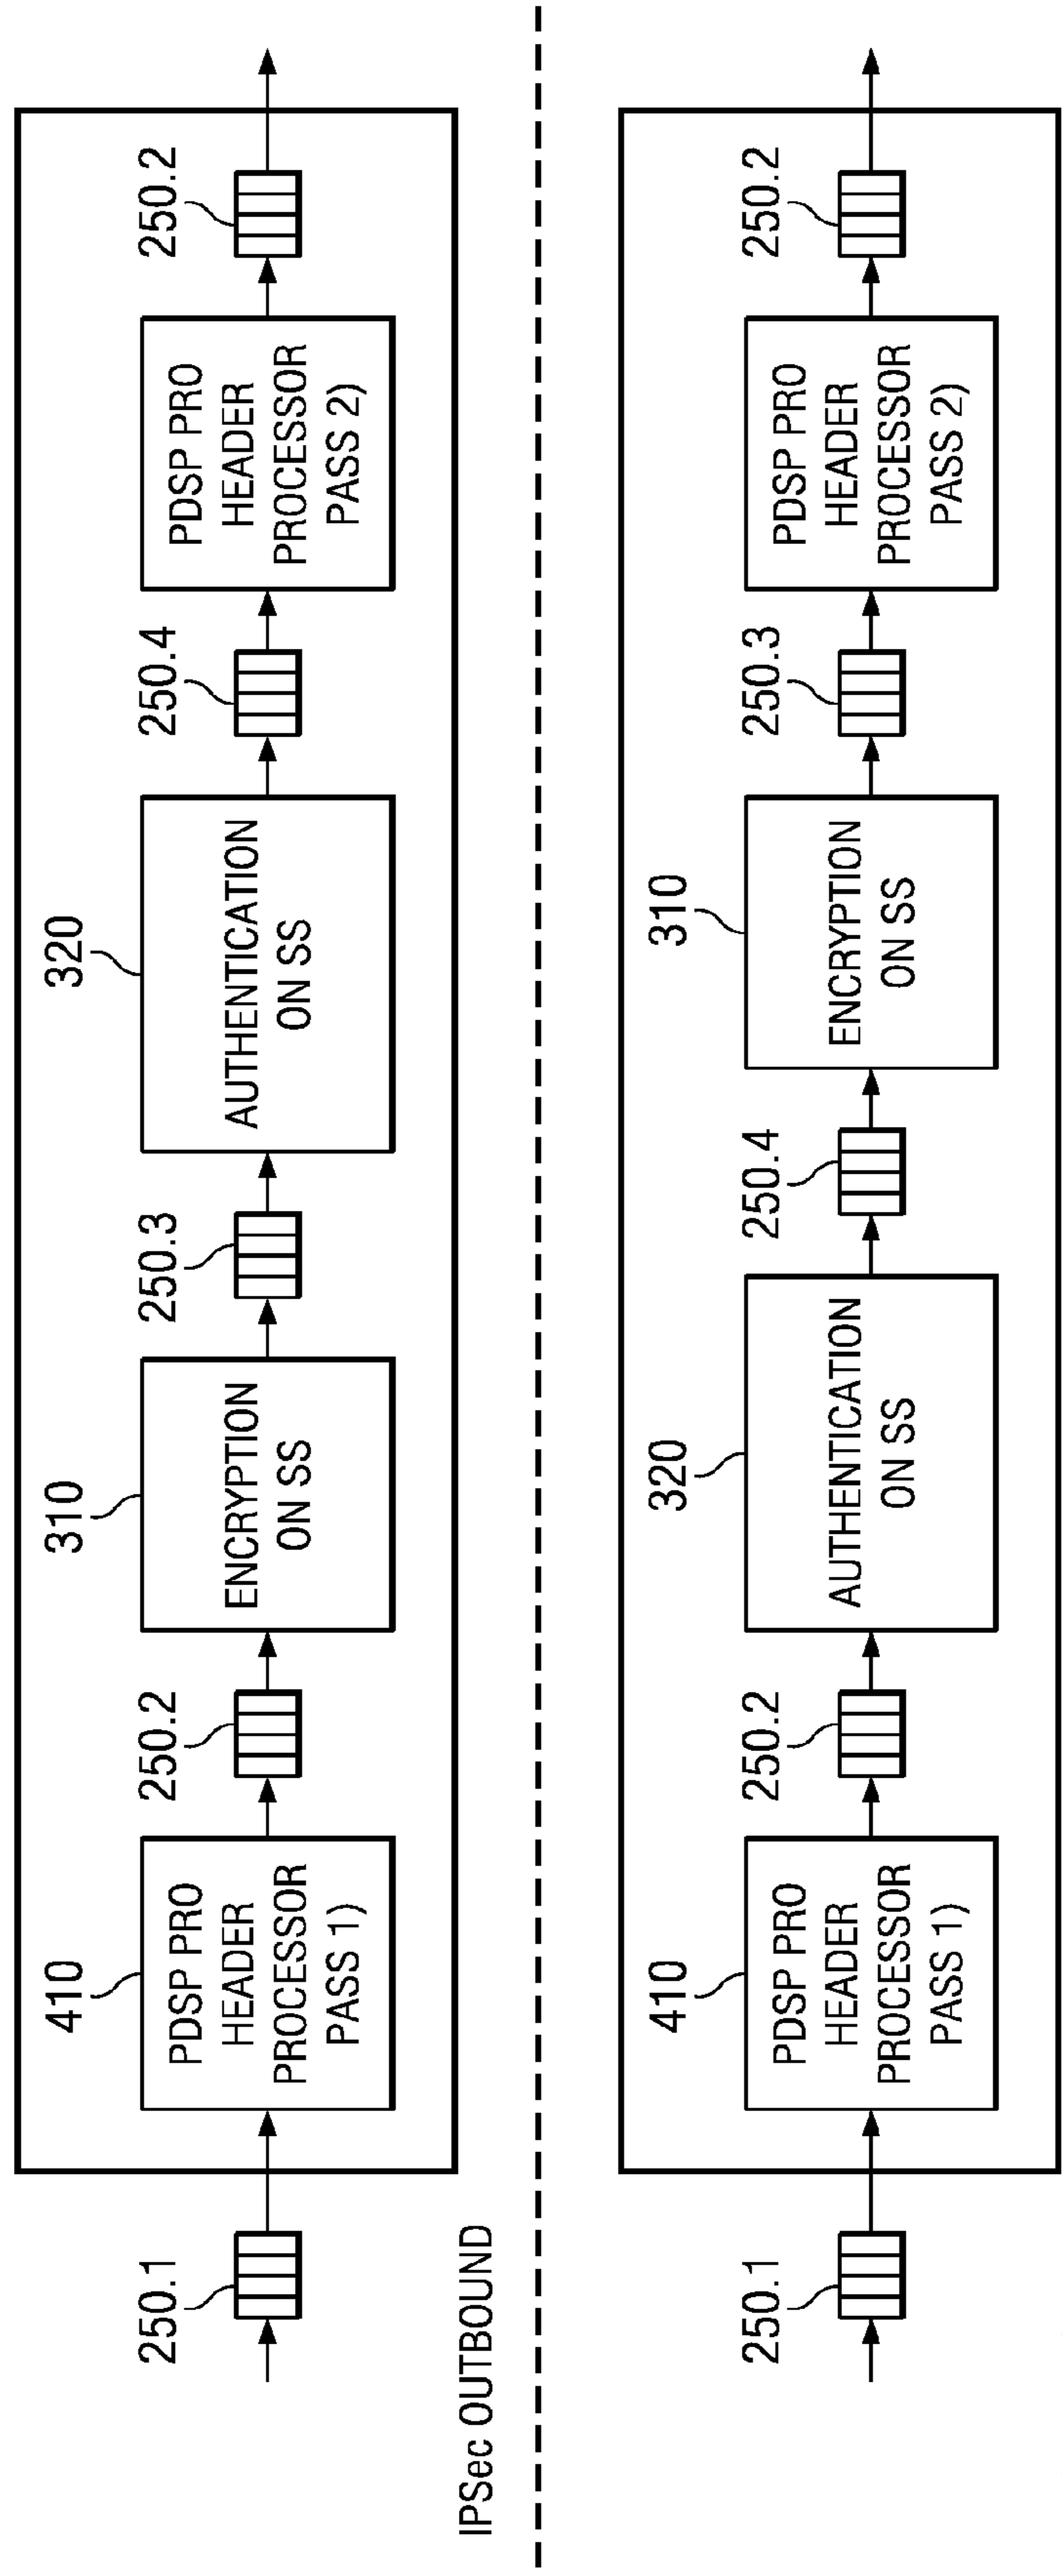 250.1
410
PDSP PRO
HEADER
PROCESSOR
PASS 1)
250.2
310
ENCRYPTION
ON SS
250.3
320
AUTHENTICATION
ON SS
250.4
PDSP PRO
HEADER
PROCESSOR
PASS 2)
250.2
IPSec OUTBOUND
250.1
410
PDSP PRO
HEADER
PROCESSOR
PASS 1)
250.2
320
AUTHENTICATION
ON SS
250.4
310
ENCRYPTION
ON SS
250.3
PDSP PRO
HEADER
PROCESSOR
PASS 2)
250.2